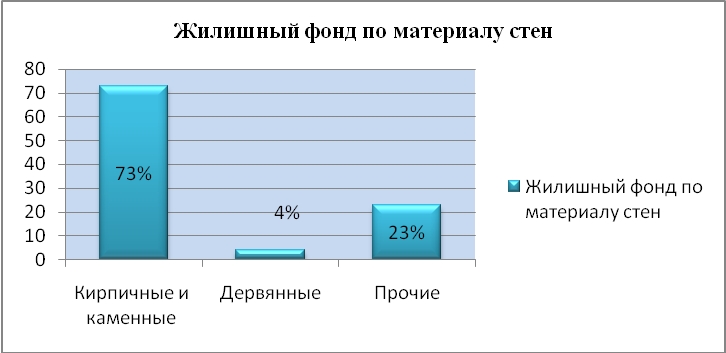 Жилишный фонд по материалу стен
80
70
60
50
40
30
20
10
0
73%
4%
23%
Кирпичные и
каменные
Дервянные
Прочие
Жилишный фонд по
материалу стен